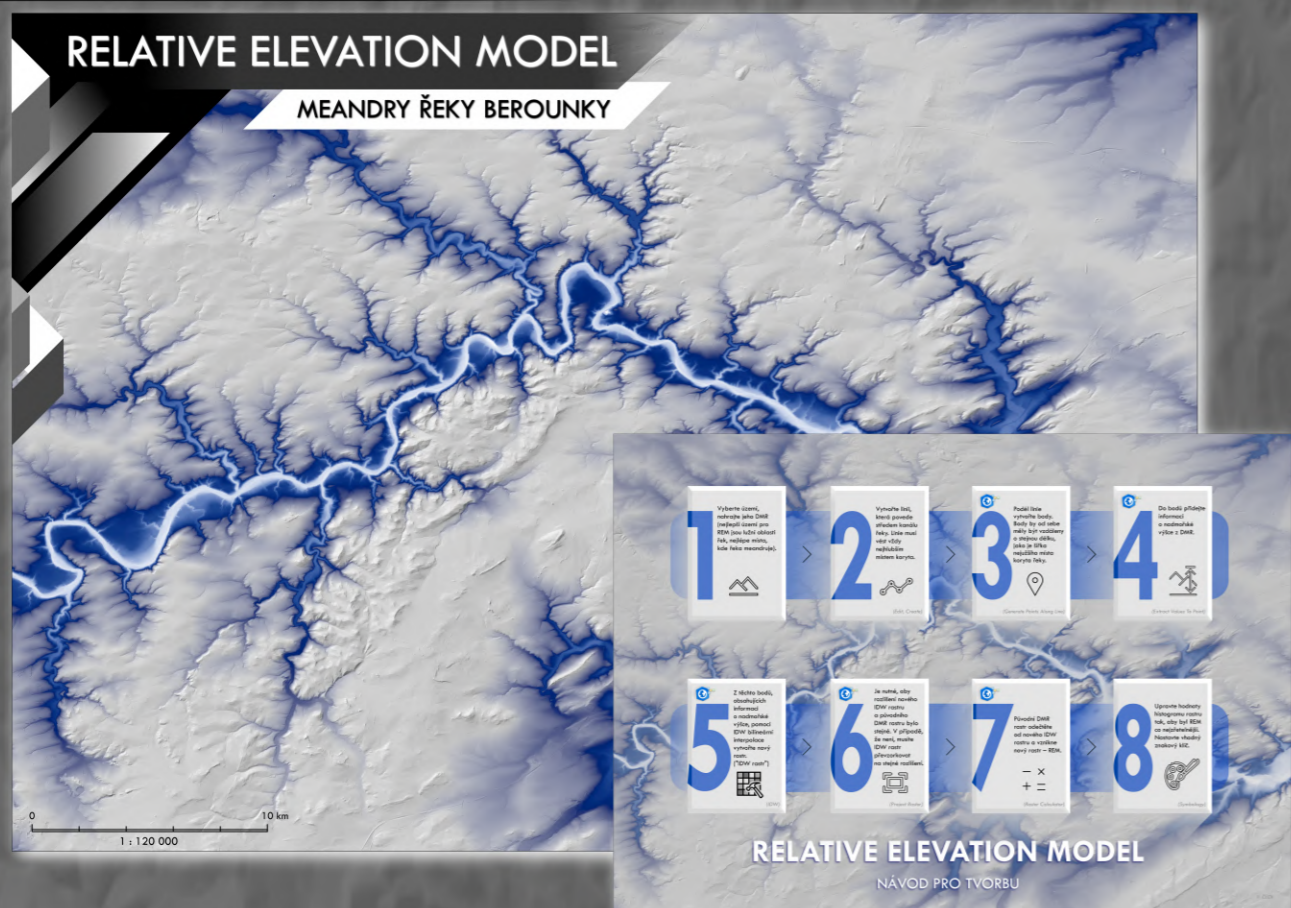 RELATIVE ELEVATION MODEL
MEANDRY ŘEKY BEROUNKY
0
10 km
1 : 120 000
1
Vyberte území,
nahrajte jeho DMR
(nejlepší území pro
REM jsou lužní oblasti
řek, nejlépe místa,
kde řeka meandruje).
2
Vytvořte linii,
která povede
středem kanálu
řeky. Linie musí
vést vždy
nejhlubším
místem koryta.
(Edit: Create)
3
Podél linie
vytvořte body.
Body by od sebe
měly být vzdáleny
o stejnou délku,
jako je šířka
nejužšího místa
koryta řeky.
(Generate Points Along Line)
4
Do bodů přidejte
informaci
o nadmořské
výšce z DMR.
(Extract Values To Point)
5
Z těchto bodů,
obsahujících
informaci
o nadmořské
výšce, pomocí
IDW bilineární
interpolace
vytvořte nový
rastr.
("IDW rastr")
(IDW)
6
Je nutné, aby
rozlišení nového
IDW rastru
a původního
DMR rastru bylo
stejné. V případě,
že není, musíte
IDW rastr
převzorkovat
na stejné rozlišení.
(Project Raster)
7
Původní DMR
rastr odečtěte
od nového IDW
rastru a vznikne
nový rastr – REM.
(Raster Calculator)
8
Upravte hodnoty
histogramu rastru
tak, aby byl REM
co nejzřetelnější.
Nastavte vhodný
znakový klíč.
(Symbology)
RELATIVE ELEVATION MODEL
NÁVOD PRO TVORBU